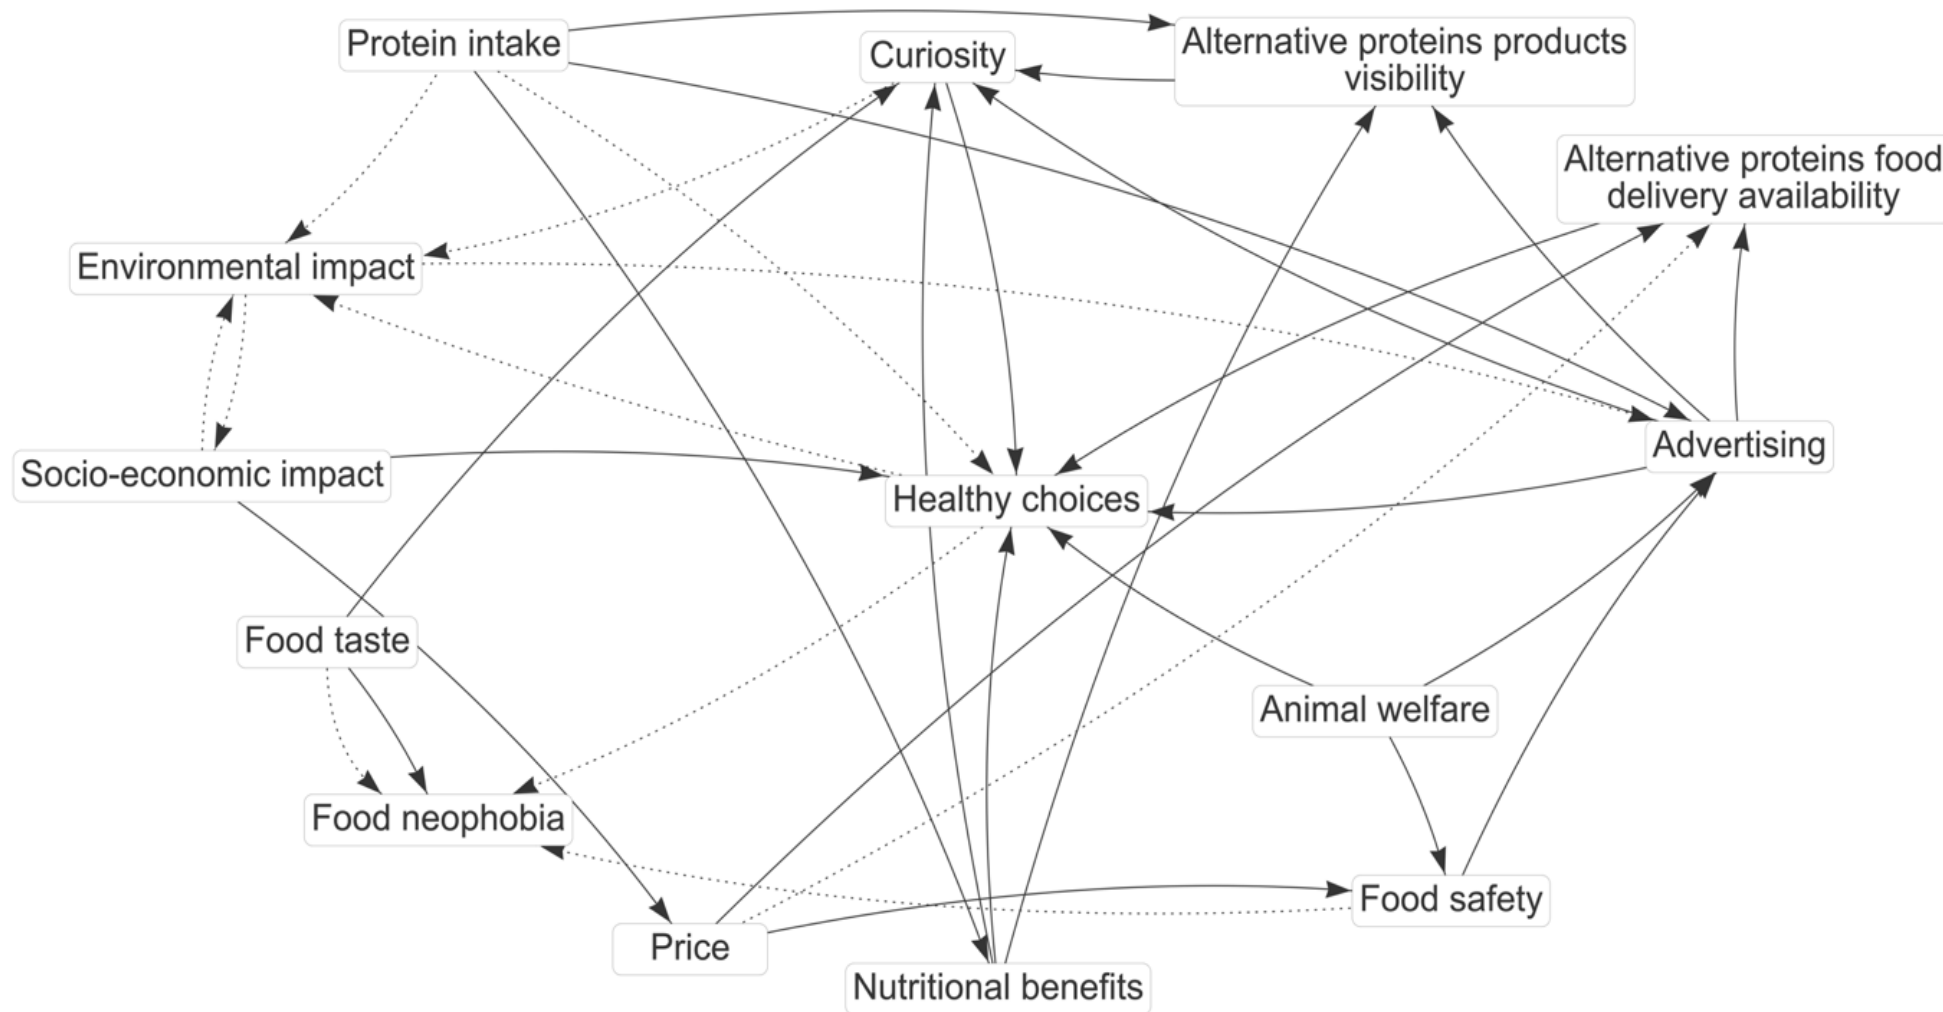 Protein intake
Curiosity
Alternative proteins products
visibility
Alternative proteins food
delivery availability
Environmental impact
Advertising
Socio-economic impact
Healthy choices
Food taste
Animal welfare
Food neophobia
Food safety
Price
Nutritional benefits